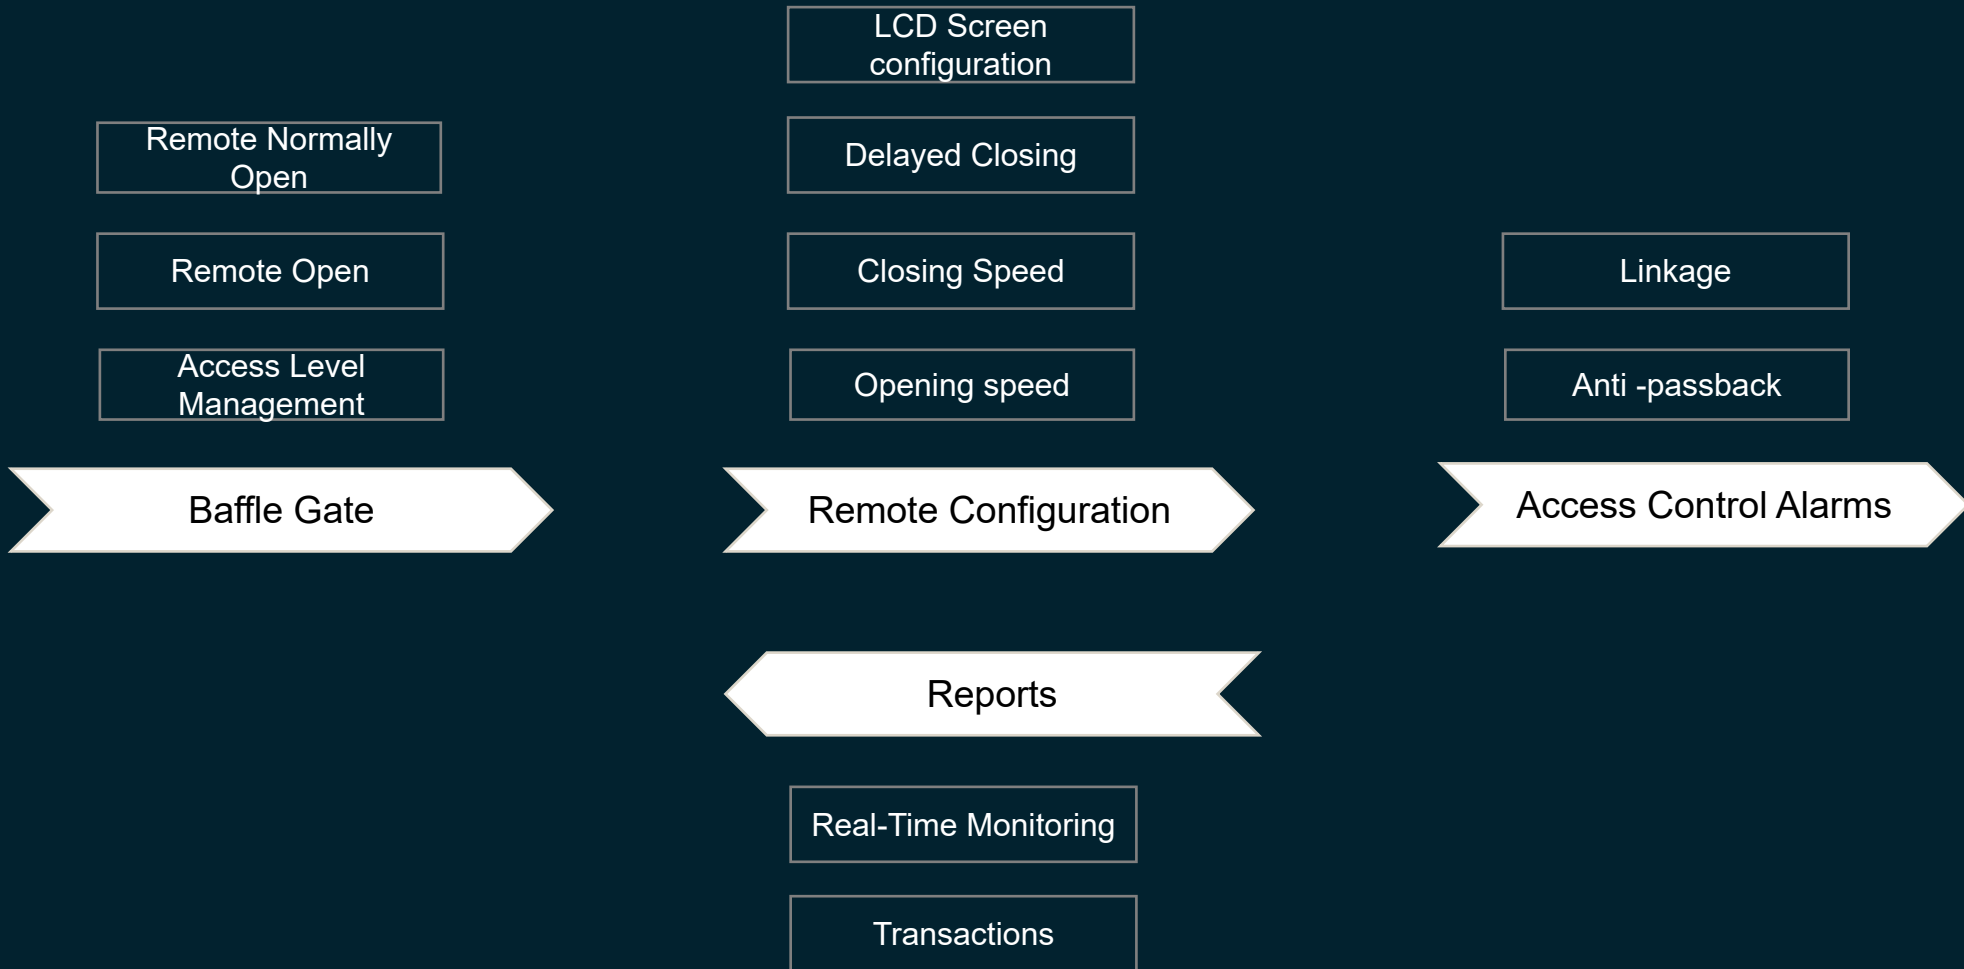 LCD Screen
configuration
Remote Normally
Open
Delayed Closing
Remote Open
Closing Speed
Linkage
Access Level
Management
Opening speed
Anti -passback
Baffle Gate
Remote Configuration
Access Control Alarms
Reports
Real-Time Monitoring
Transactions